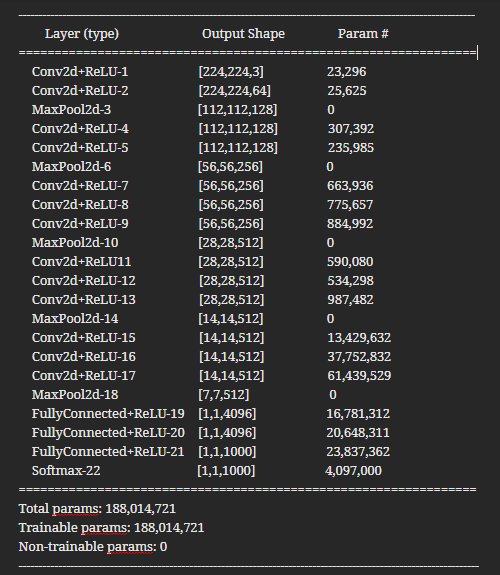 Layer (type) Output Shape Param #
=================================================================
Conv2d+ReLU-1 [224,224,3] 23,296
Conv2d+ReLU-2 [224,224,64] 25,625
MaxPool2d-3 [112,112,128] 0
Conv2d+ReLU-4 [112,112,128] 307,392
Conv2d+ReLU-5 [112,112,128] 235,985
MaxPool2d-6 [56,56,256] 0
Conv2d+ReLU-7 [56,56,256] 663,936
Conv2d+ReLU-8 [56,56,256] 775,657
Conv2d+ReLU-9 [56,56,256] 884,992
MaxPool2d-10 [28,28,512] 0
Conv2d+ReLU11 [28,28,512] 590,080
Conv2d+ReLU-12 [28,28,512] 534,298
Conv2d+ReLU-13 [28,28,512] 987,482
MaxPool2d-14 [14,14,512] 0
Conv2d+ReLU-15 [14,14,512] 13,429,632
Conv2d+ReLU-16 [14,14,512] 37,752,832
Conv2d+ReLU-17 [14,14,512] 61,439,529
MaxPool2d-18 [7,7,512] 0
FullyConnected+ReLU-19 [1,1,4096] 16,781,312
FullyConnected+ReLU-20 [1,1,4096] 20,648,311
FullyConnected+ReLU-21 [1,1,1000] 23,837,362
Softmax-22 [1,1,1000] 4,097,000
=================================================================
Total params: 188,014,721
Trainable params: 188,014,721
Non-trainable params: 0